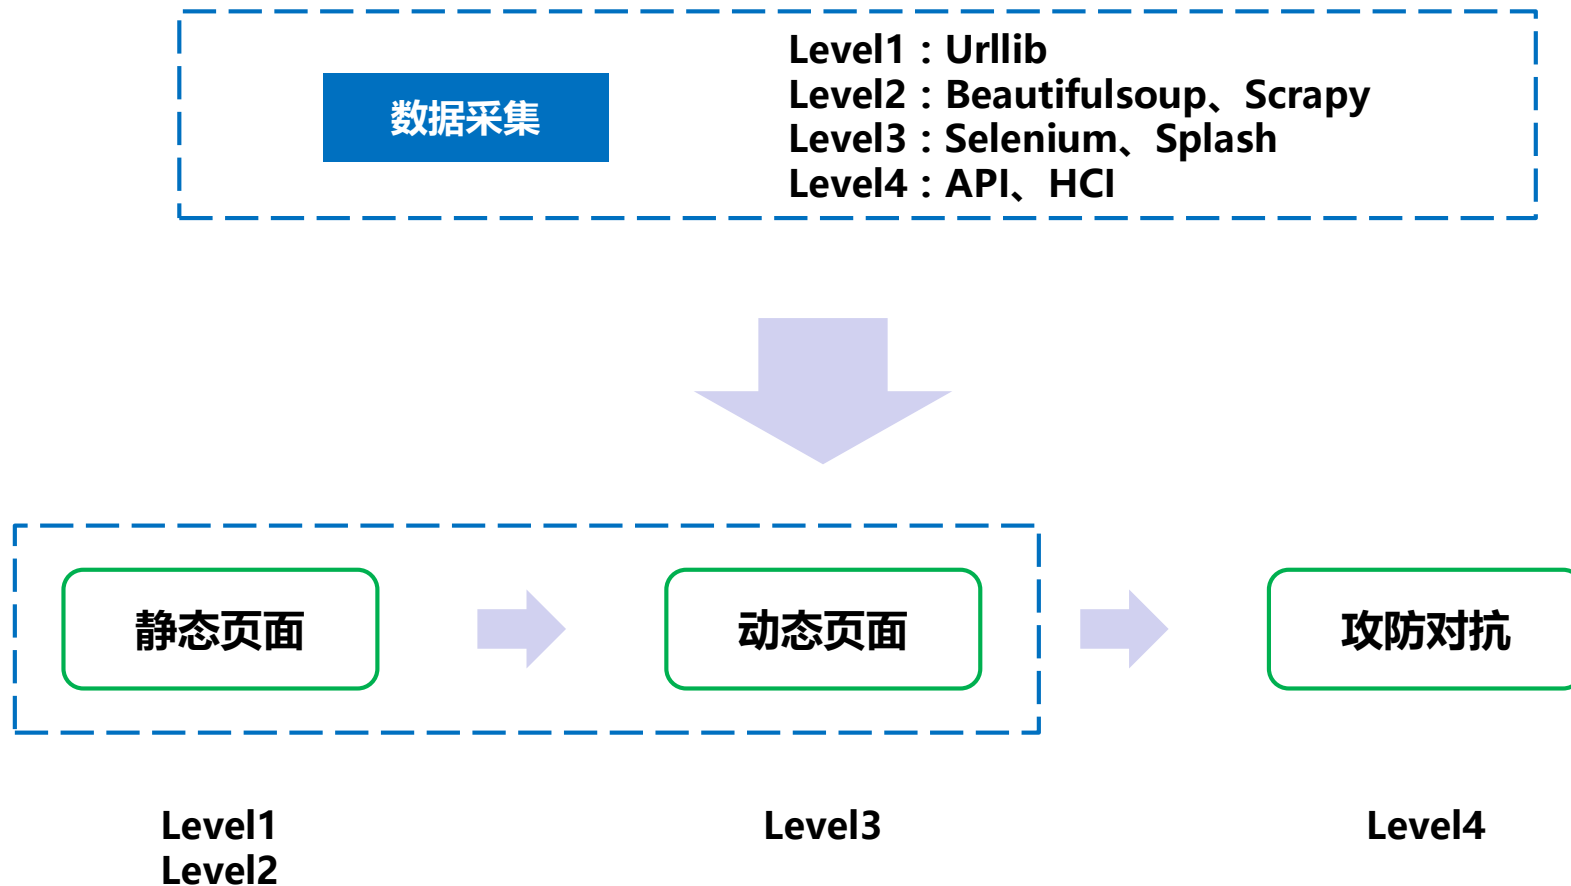 数据采集
Level1：Urllib
Level2：Beautifulsoup、Scrapy
Level3：Selenium、Splash
Level4：API、HCI
静态页面
动态页面
攻防对抗
Level1
Level2
Level3
Level4